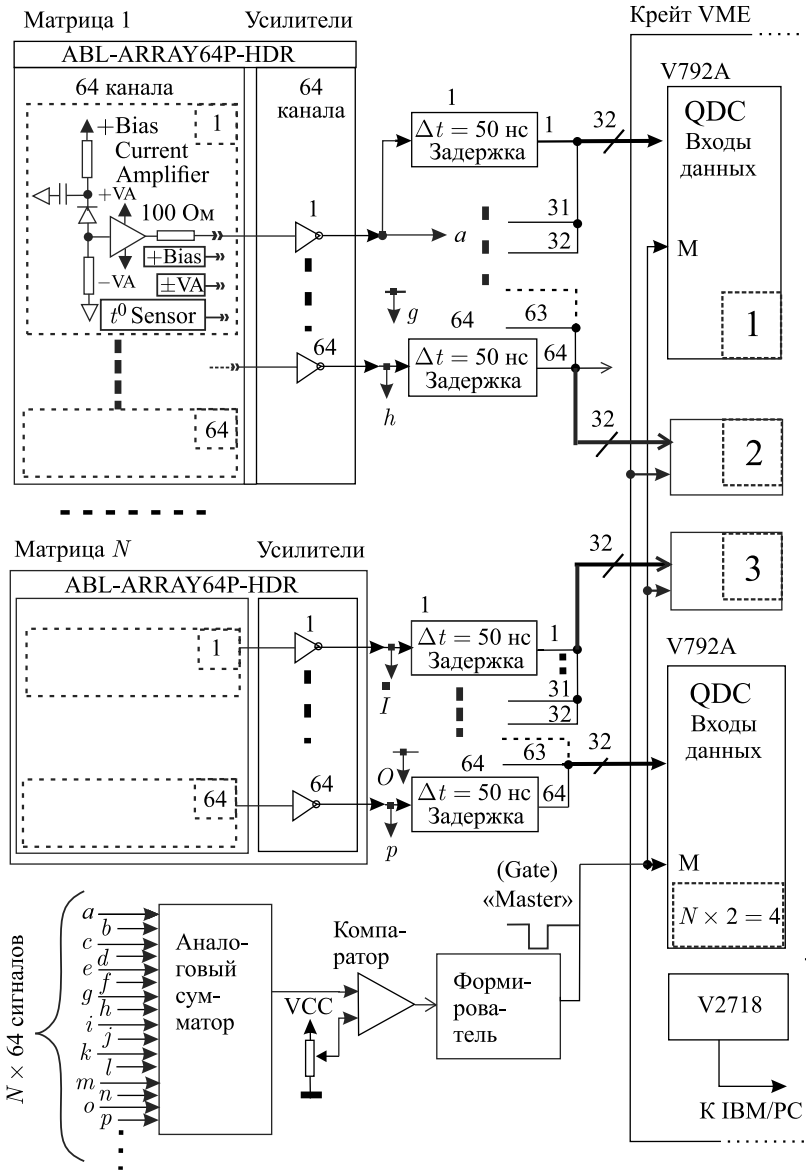 Матрица 1
Усилители
Крейт VME
ABL-ARRAY64P-HDR
64 канала
64
канала
1
+Bias
Current
Amplifier
+VA
100 Ом
+Bias
−VA
±VA
t⁰ Sensor
64
1
64
1
Δt = 50 нс
Задержка
1
a
31
32
g
64
63
Δt = 50 нс
Задержка
64
h
32
V792A
QDC
Входы
данных
M
1
32
2
Матрица N
Усилители
ABL-ARRAY64P-HDR
1
64
1
64
1
Δt = 50 нс
Задержка
1
I
31
32
O
64
63
Δt = 50 нс
Задержка
64
p
32
3
32
V792A
QDC
Входы
данных
M
N × 2 = 4
(Gate)
«Master»
N × 64 сигналов
a
b
c
d
e
f
g
h
i
j
k
l
m
n
o
p
Анало-
говый
сум-
матор
Компа-
ратор
VCC
Форми-
рова-
тель
V2718
К IBM/PC